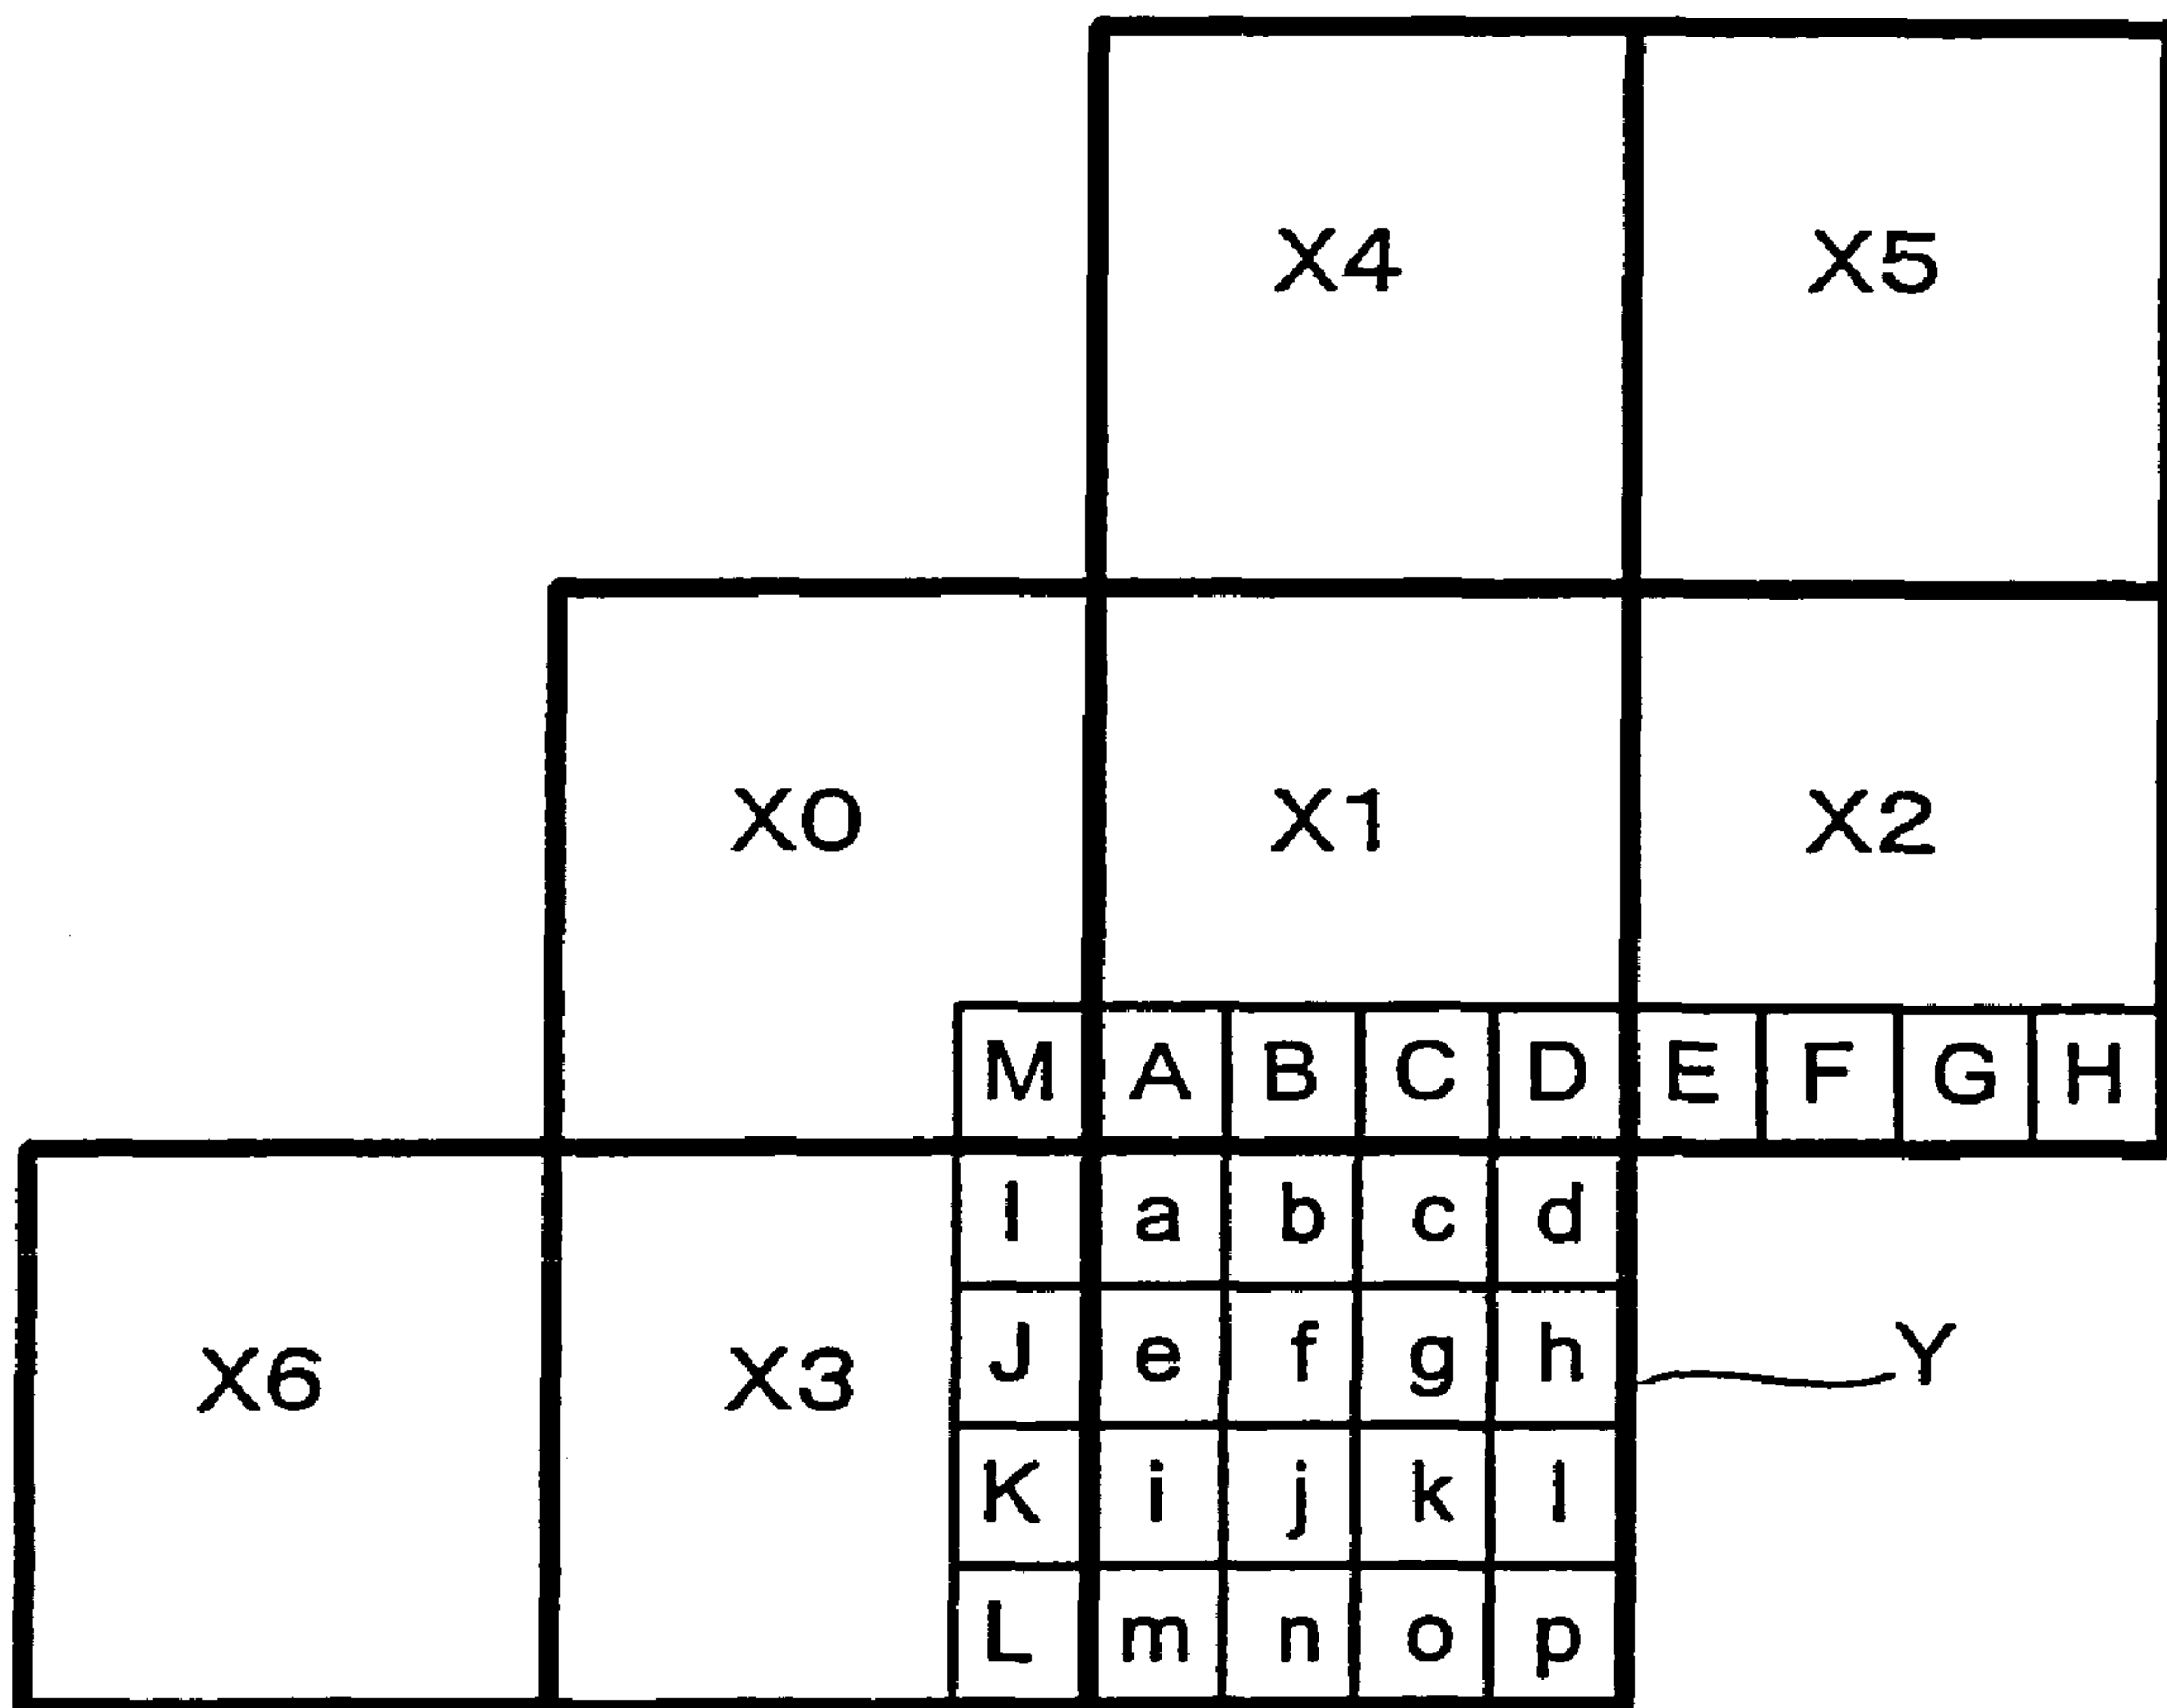 X4 X5
X0 X1 X2
M A B C D E F G H
I a b c d
J e f g h
X6 X3 Y
K i j k l
L m n o p